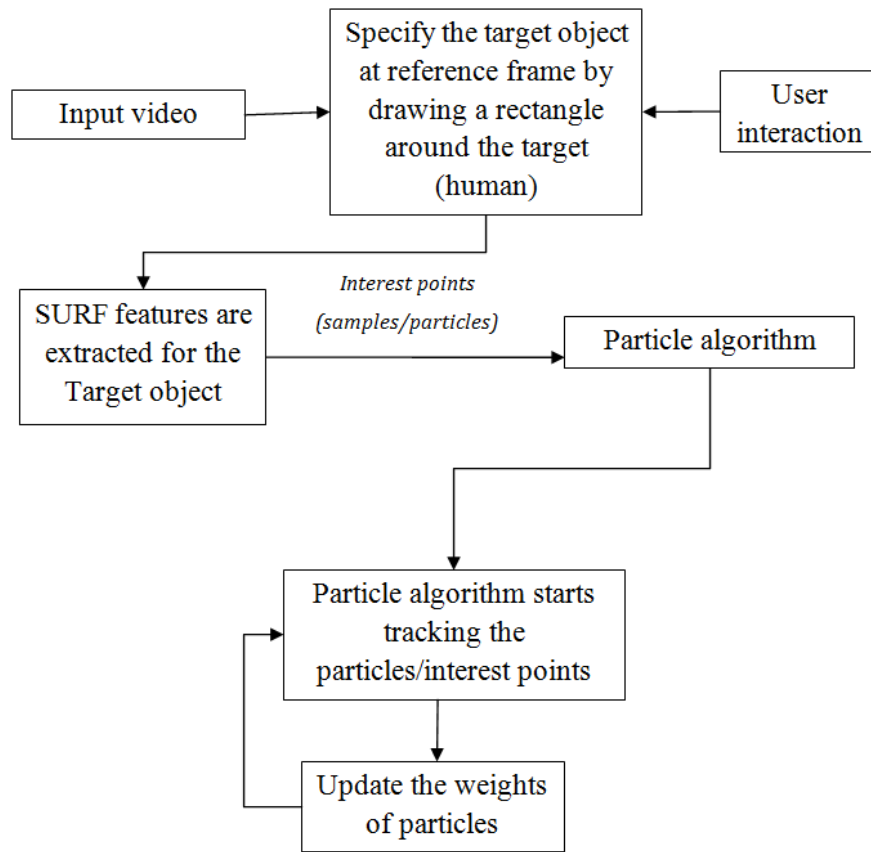 Specify the target object
at reference frame by
drawing a rectangle
around the target
(human)
Input video
User
interaction
SURF features are
extracted for the
Target object
Interest points
(samples/particles)
Particle algorithm
Particle algorithm starts
tracking the
particles/interest points
Update the weights
of particles